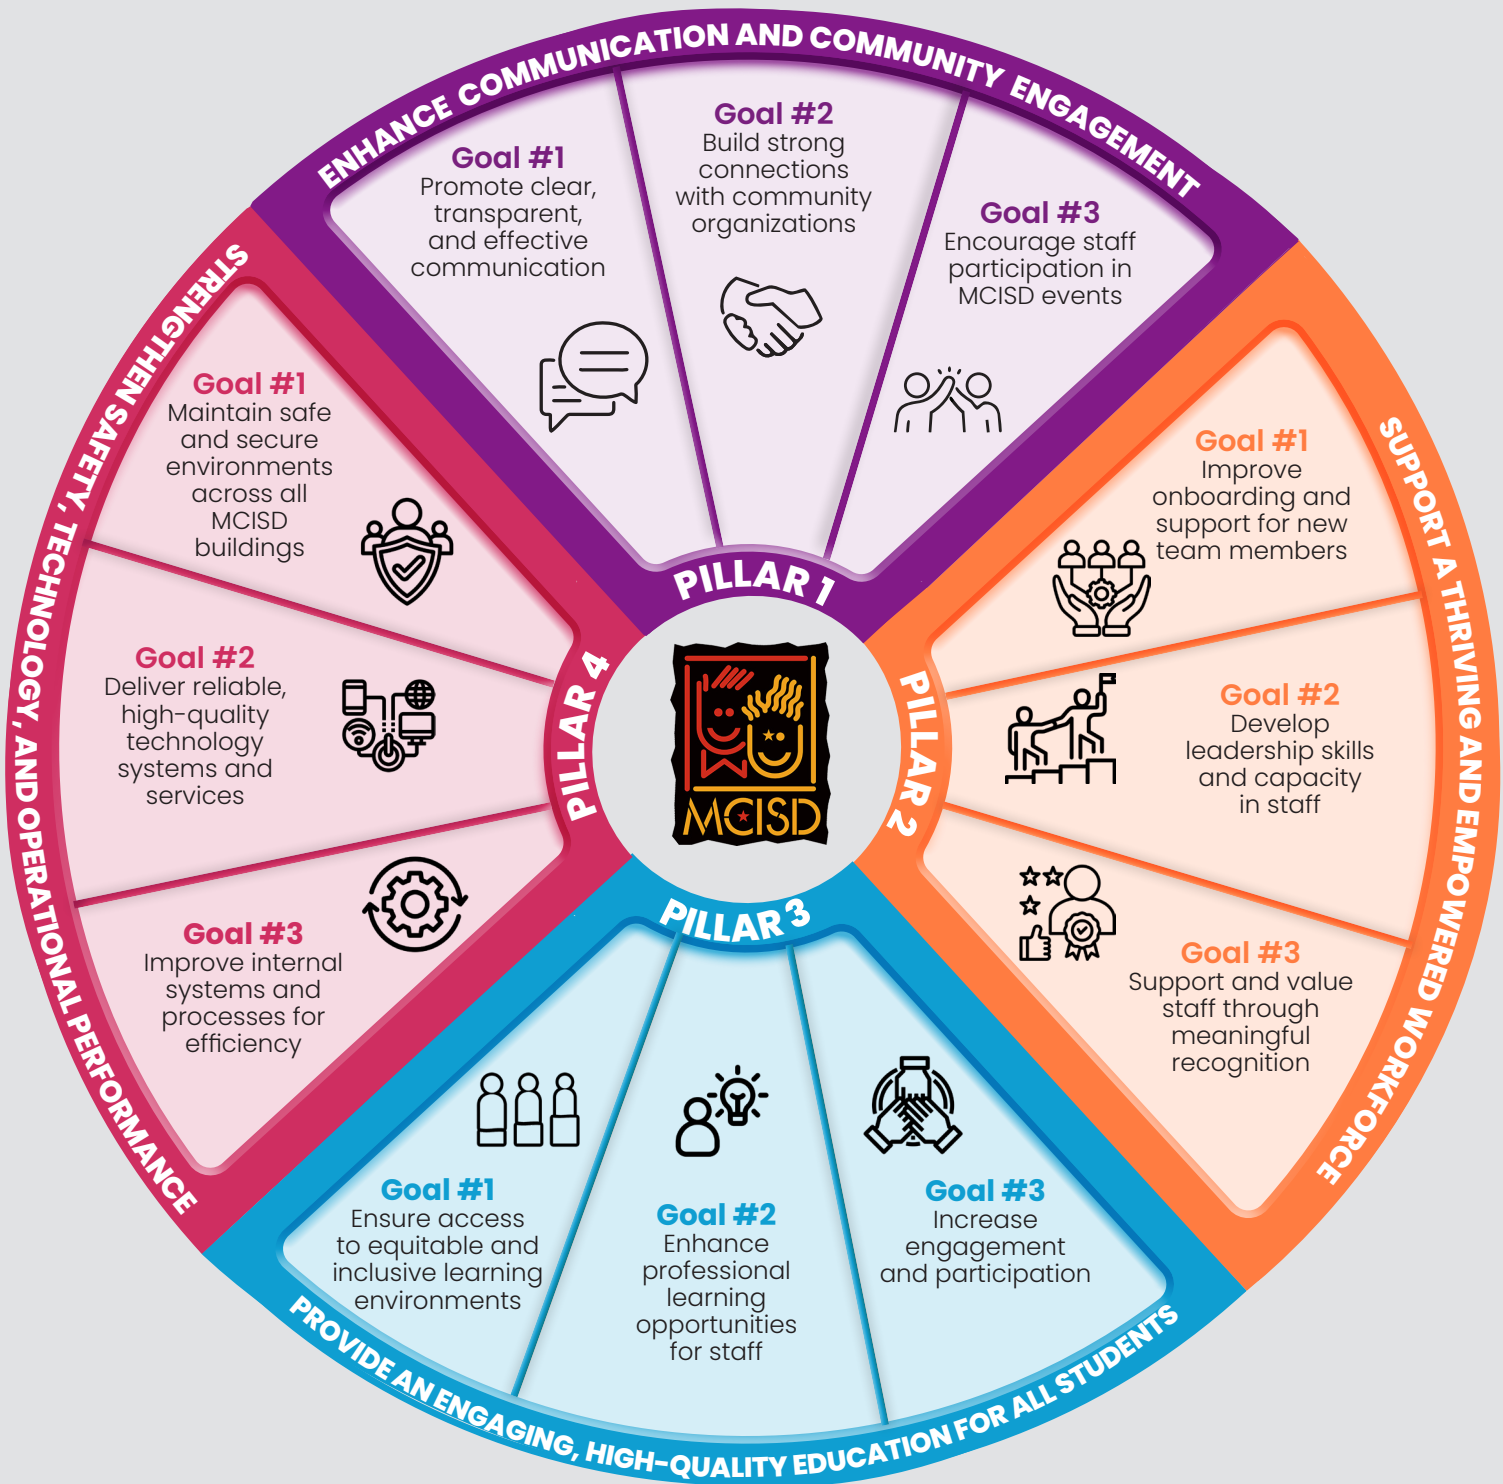 ENHANCE COMMUNICATION AND COMMUNITY ENGAGEMENT
Goal #1
Promote clear,
transparent,
and effective
communication
Goal #2
Build strong
connections
with community
organizations
Goal #3
Encourage staff
participation in
MCISD events
PILLAR 1
SUPPORT A THRIVING AND EMPOWERED WORKFORCE
Goal #1
Improve
onboarding and
support for new
team members
Goal #2
Develop
leadership skills
and capacity
in staff
Goal #3
Support and value
staff through
meaningful
recognition
PILLAR 2
PROVIDE AN ENGAGING, HIGH-QUALITY EDUCATION FOR ALL STUDENTS
Goal #1
Ensure access
to equitable and
inclusive learning
environments
Goal #2
Enhance
professional
learning
opportunities
for staff
Goal #3
Increase
engagement
and participation
PILLAR 3
STRENGTHEN SAFETY, TECHNOLOGY, AND OPERATIONAL PERFORMANCE
Goal #1
Maintain safe
and secure
environments
across all
MCISD
buildings
Goal #2
Deliver reliable,
high-quality
technology
systems and
services
Goal #3
Improve internal
systems and
processes for
efficiency
PILLAR 4
MCISD